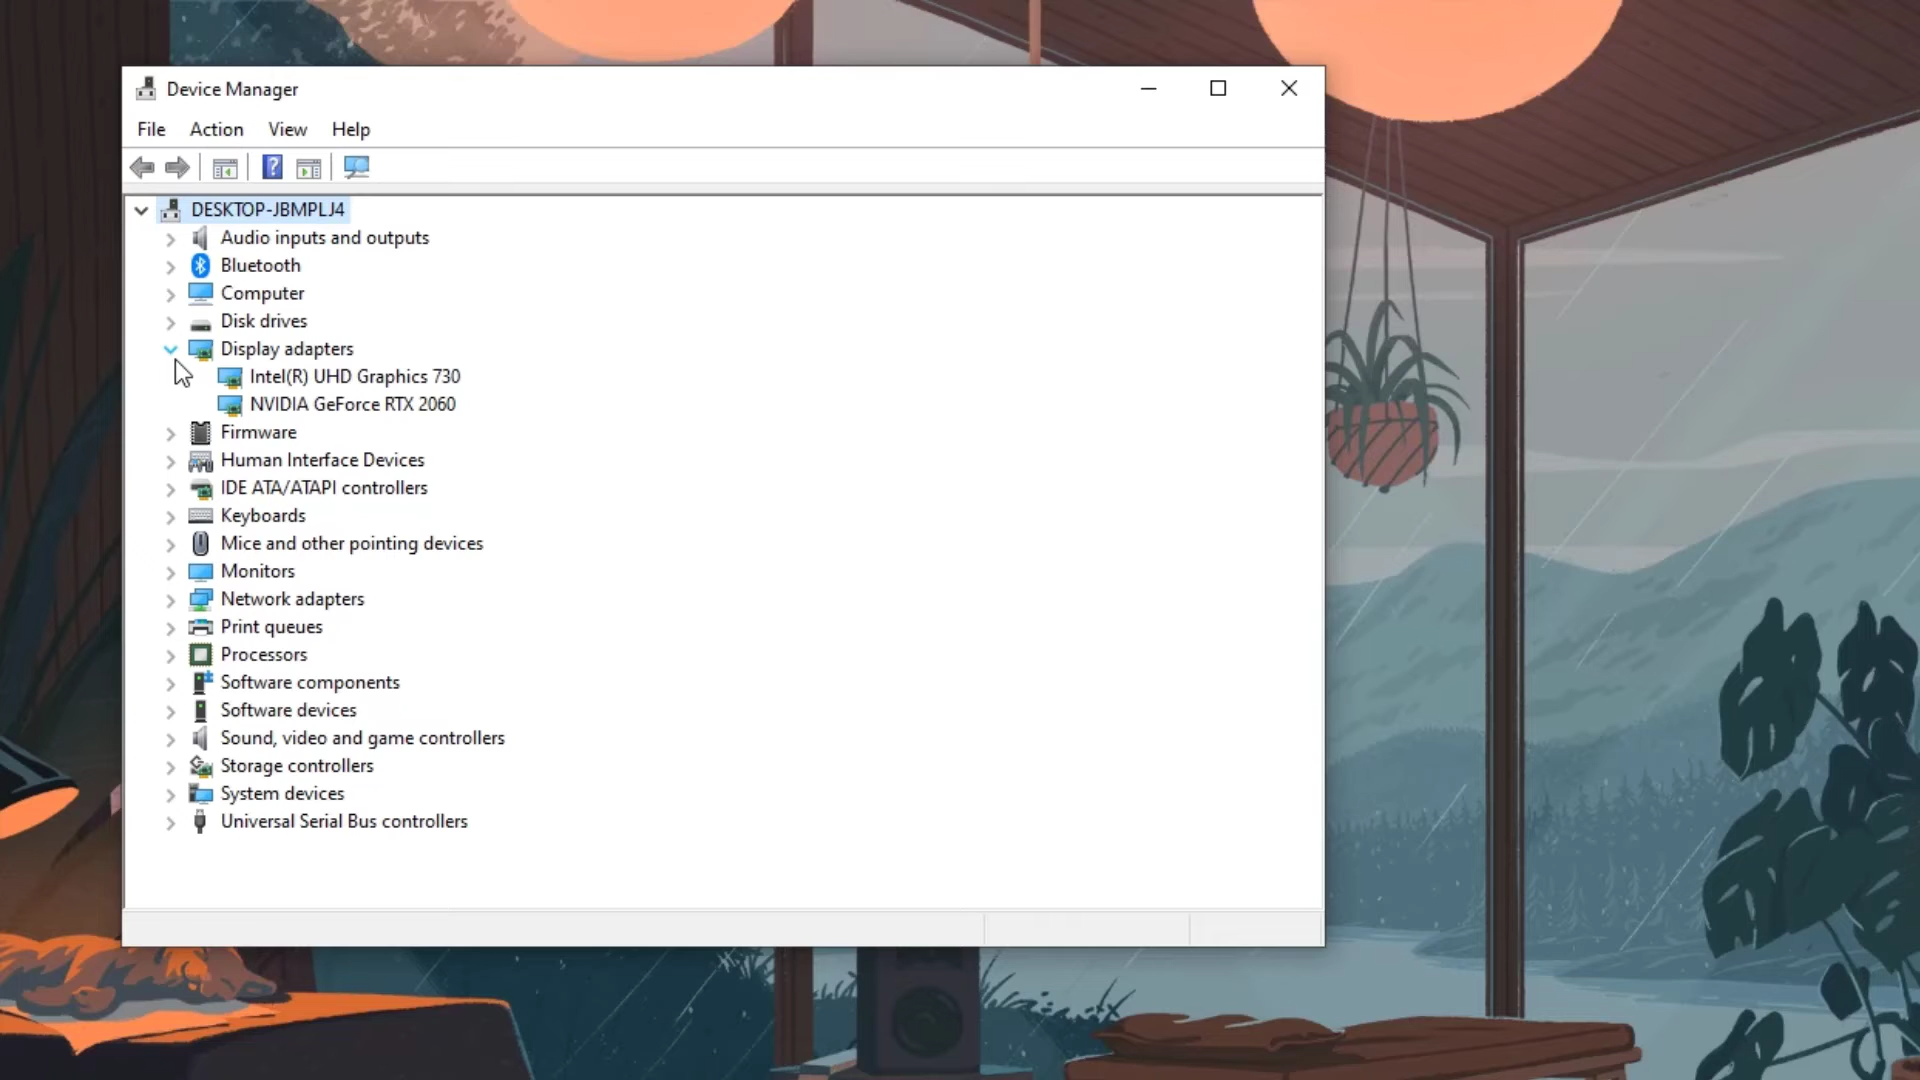 Device Manager
File Action View Help
DESKTOP-JBMPLJ4
Audio inputs and outputs
Bluetooth
Computer
Disk drives
Display adapters
Intel(R) UHD Graphics 730
NVIDIA GeForce RTX 2060
Firmware
Human Interface Devices
IDE ATA/ATAPI controllers
Keyboards
Mice and other pointing devices
Monitors
Network adapters
Print queues
Processors
Software components
Software devices
Sound, video and game controllers
Storage controllers
System devices
Universal Serial Bus controllers